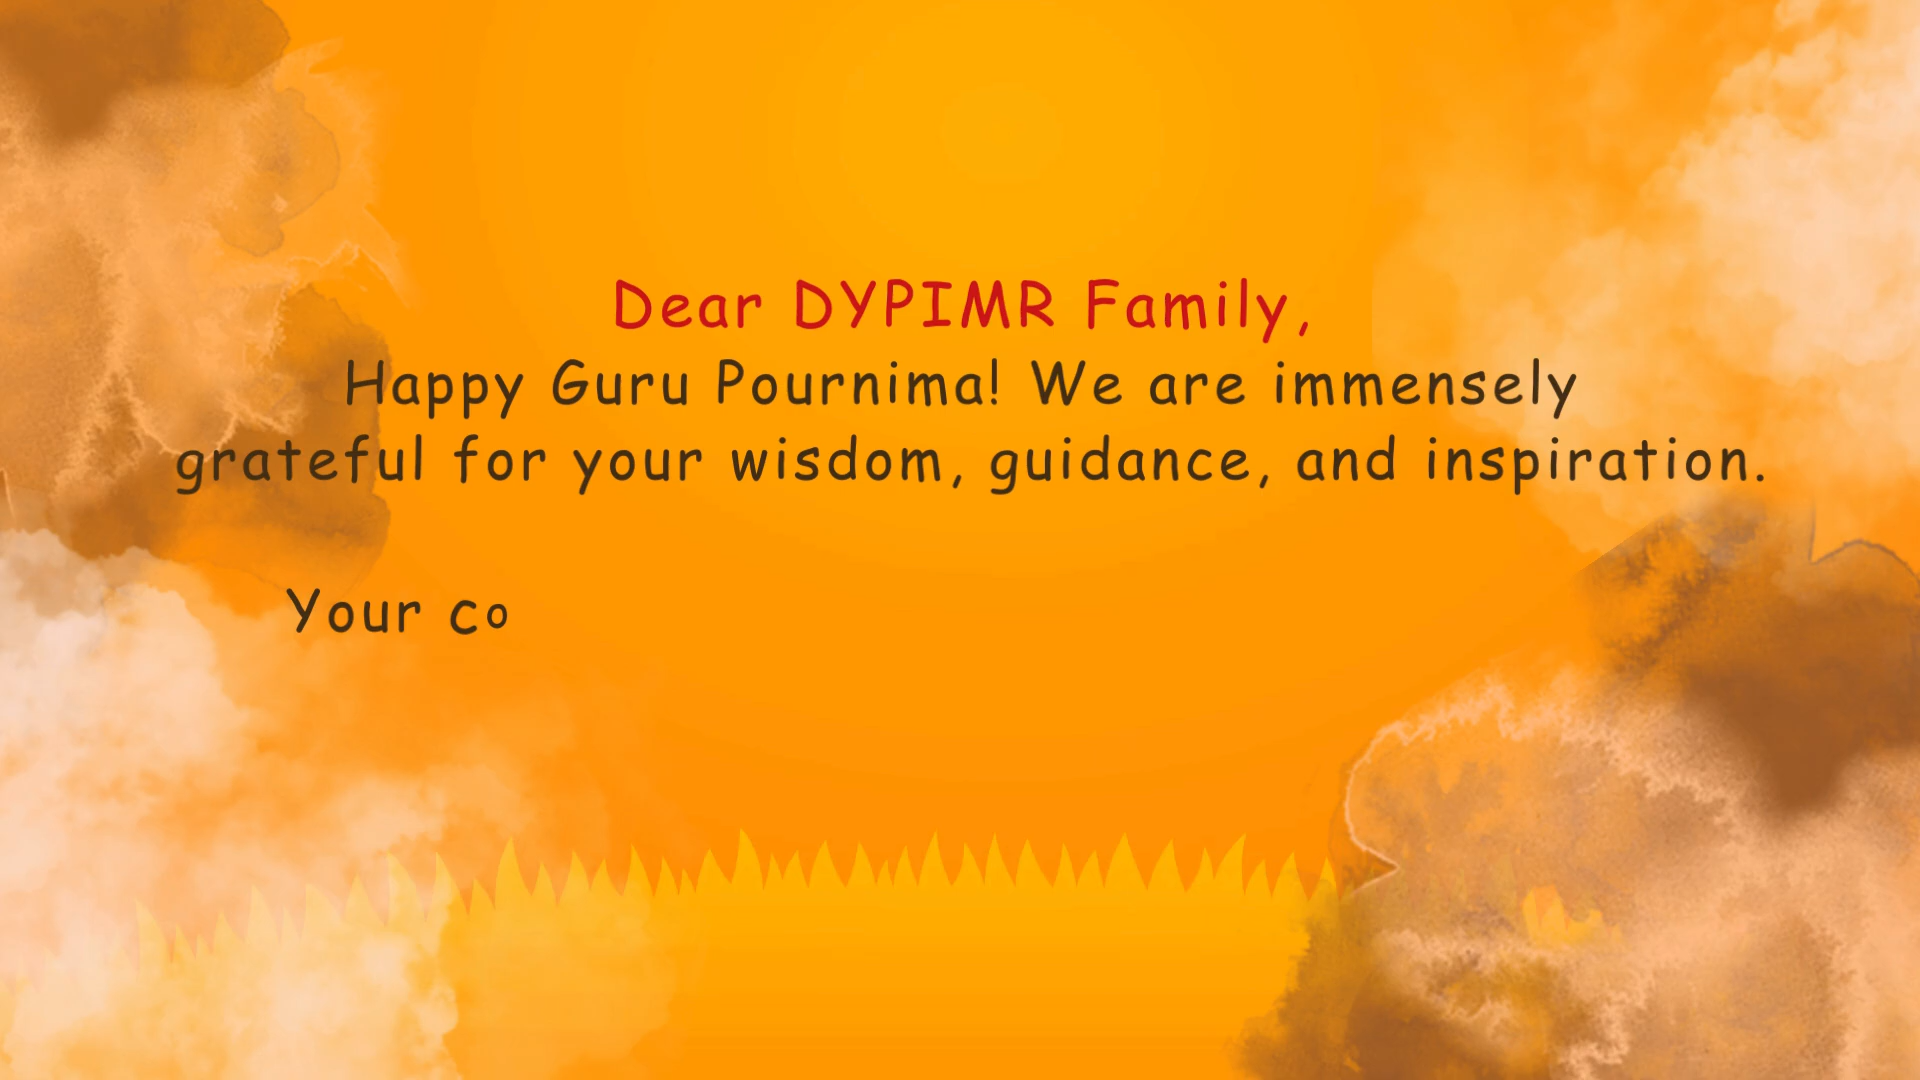 Dear DYPIMR Family,
Happy Guru Pournima! We are immensely
grateful for your wisdom, guidance, and inspiration.
Your co